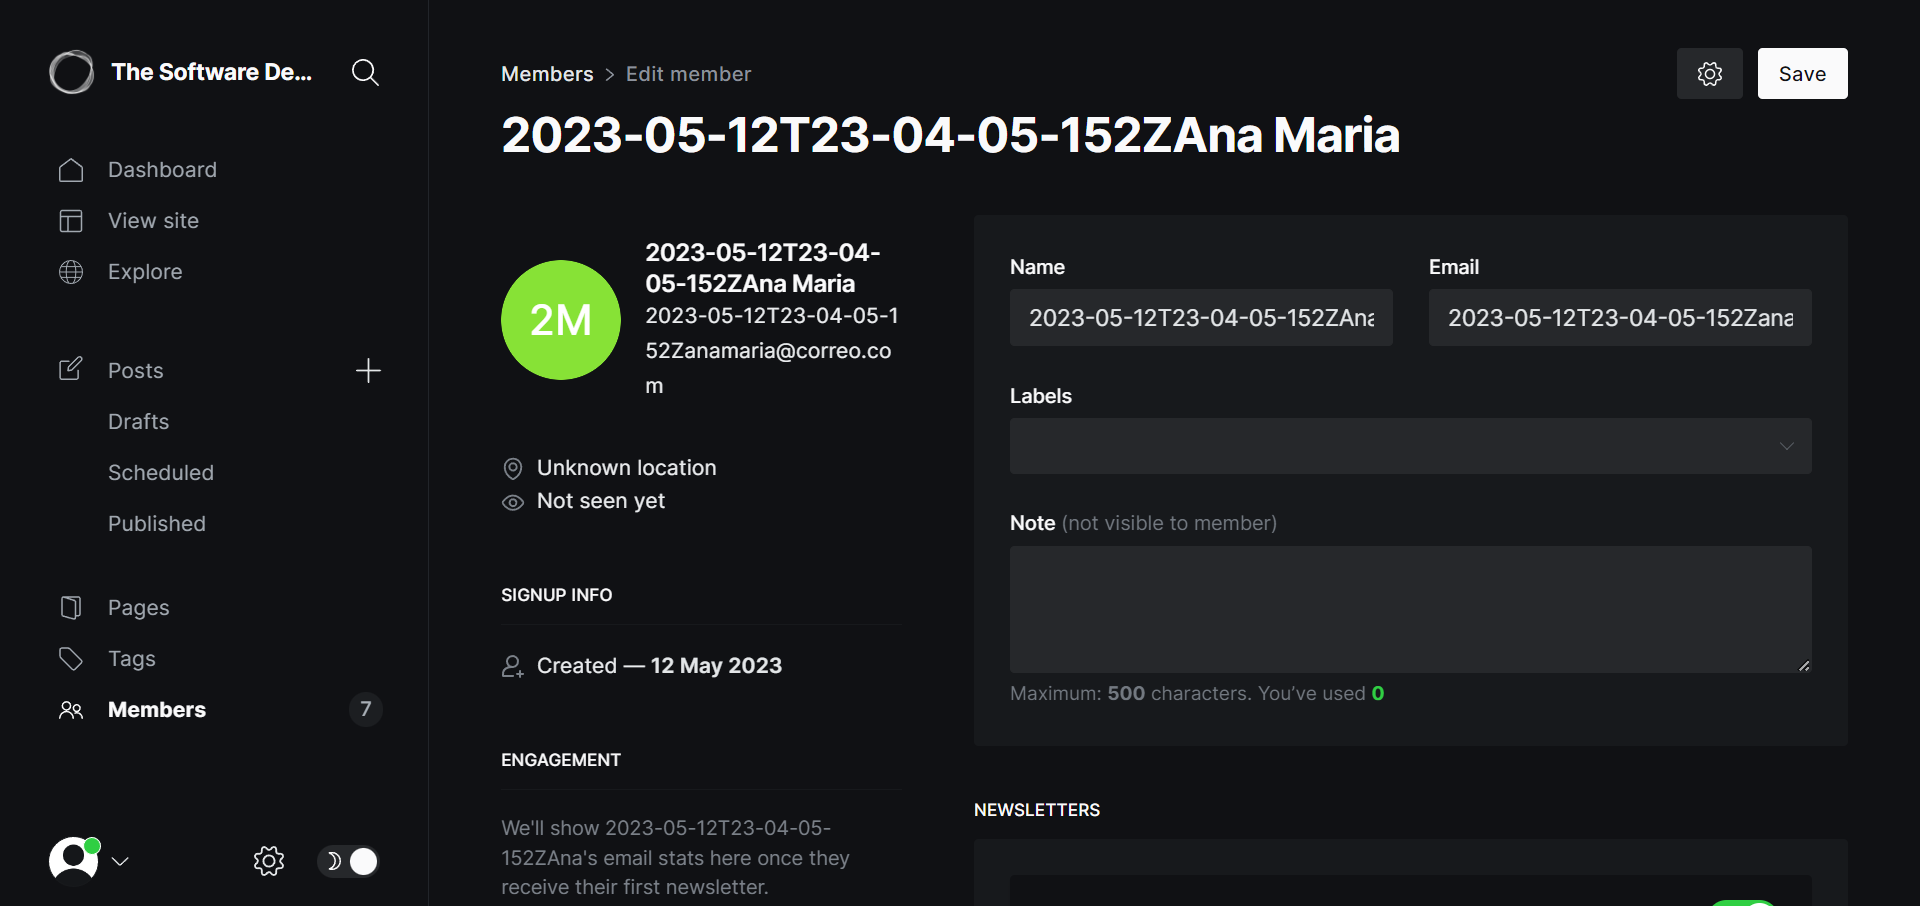 The Software De...
Dashboard
View site
Explore
Posts
Drafts
Scheduled
Published
Pages
Tags
Members
7
Members > Edit member
Save
2023-05-12T23-04-05-152ZAna Maria
2M
2023-05-12T23-04-
05-152ZAna Maria
2023-05-12T23-04-05-1
52Zanamaria@correo.co
m
Unknown location
Not seen yet
SIGNUP INFO
Created — 12 May 2023
ENGAGEMENT
We'll show 2023-05-12T23-04-05-
152ZAna's email stats here once they
receive their first newsletter.
Name
2023-05-12T23-04-05-152ZAna
Email
2023-05-12T23-04-05-152Zana
Labels
Note (not visible to member)
Maximum: 500 characters. You’ve used 0
NEWSLETTERS